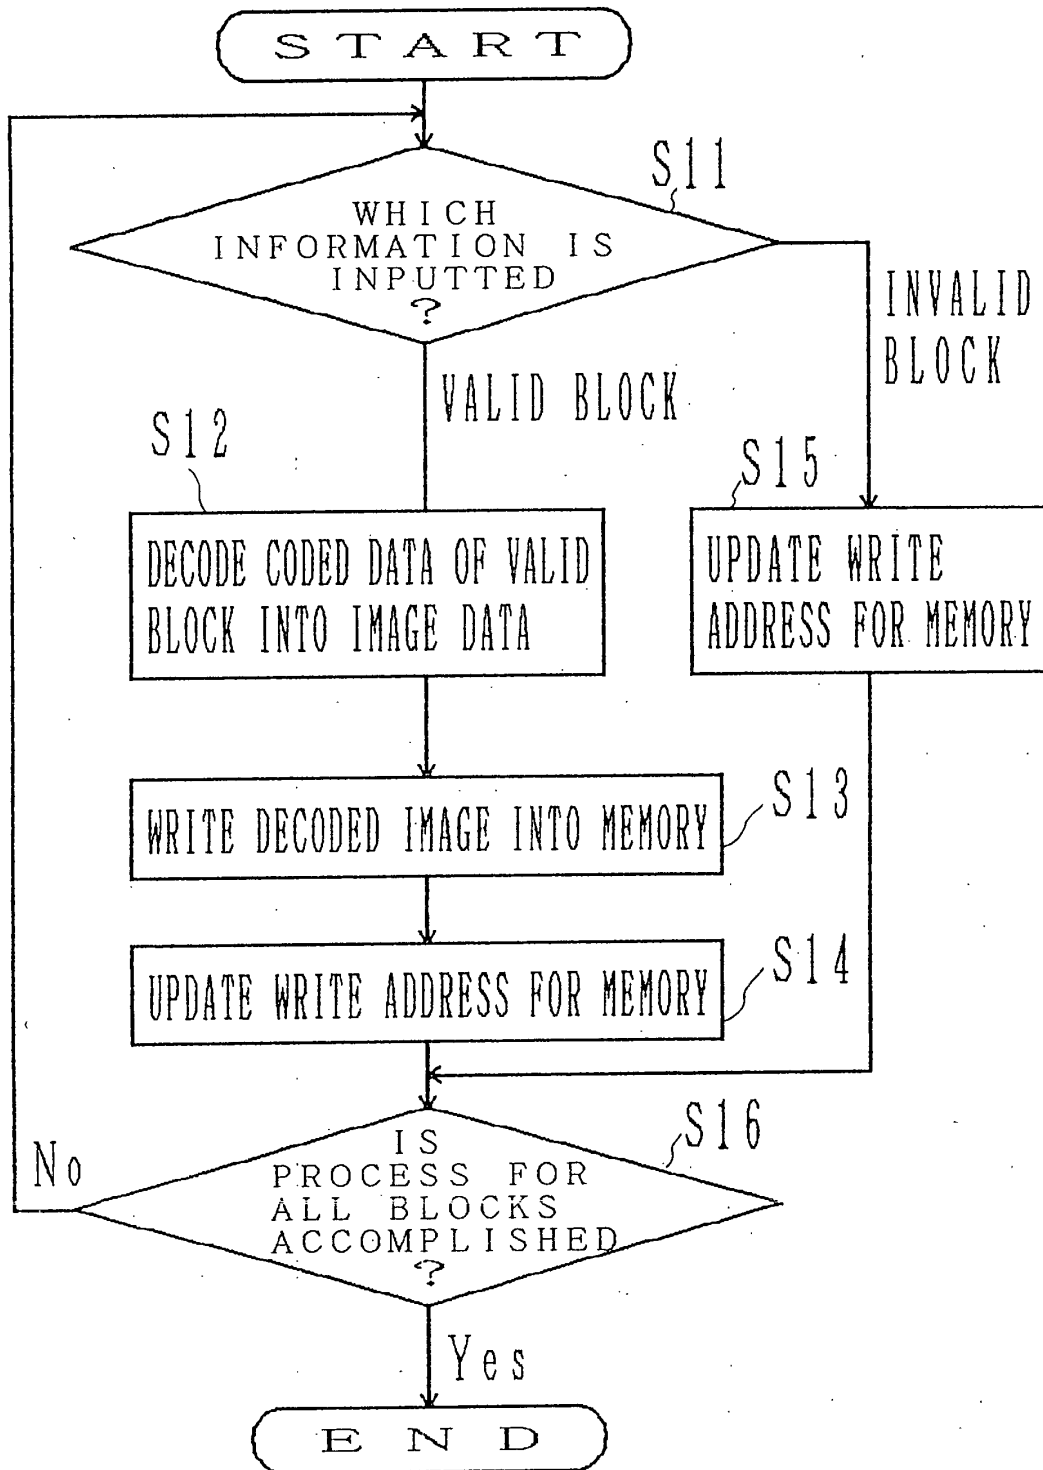 START
S11
WHICH
INFORMATION IS
INPUTTED
?
INVALID
BLOCK
VALID BLOCK
S12
S15
DECODE CODED DATA OF VALID
BLOCK INTO IMAGE DATA
UPDATE WRITE
ADDRESS FOR MEMORY
S13
WRITE DECODED IMAGE INTO MEMORY
S14
UPDATE WRITE ADDRESS FOR MEMORY
S16
No
IS
PROCESS FOR
ALL BLOCKS
ACCOMPLISHED
?
Yes
END